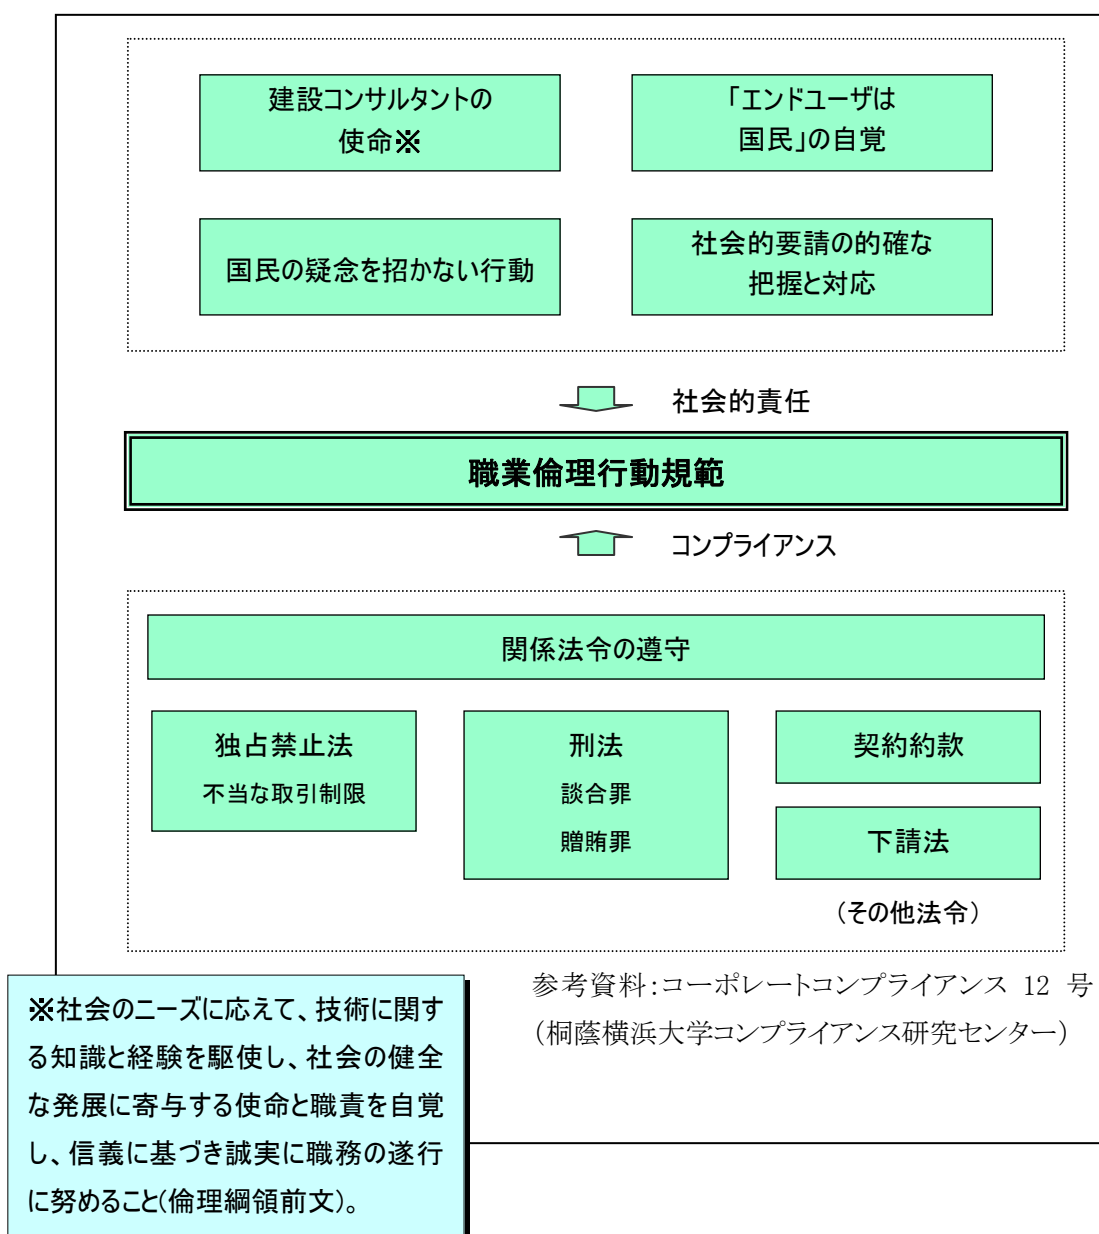 建設コンサルタントの
使命※
「エンドユーザは
国民」の自覚
国民の疑念を招かない行動
社会的要請の的確な
把握と対応
社会的責任
職業倫理行動規範
コンプライアンス
関係法令の遵守
独占禁止法
不当な取引制限
刑法
談合罪
贈賄罪
契約約款
下請法
（その他法令）
参考資料：コーポレートコンプライアンス 12 号
（桐蔭横浜大学コンプライアンス研究センター）
※社会のニーズに応えて、技術に関す
る知識と経験を駆使し、社会の健全
な発展に寄与する使命と職責を自覚
し、信義に基づき誠実に職務の遂行
に努めること（倫理綱領前文）。